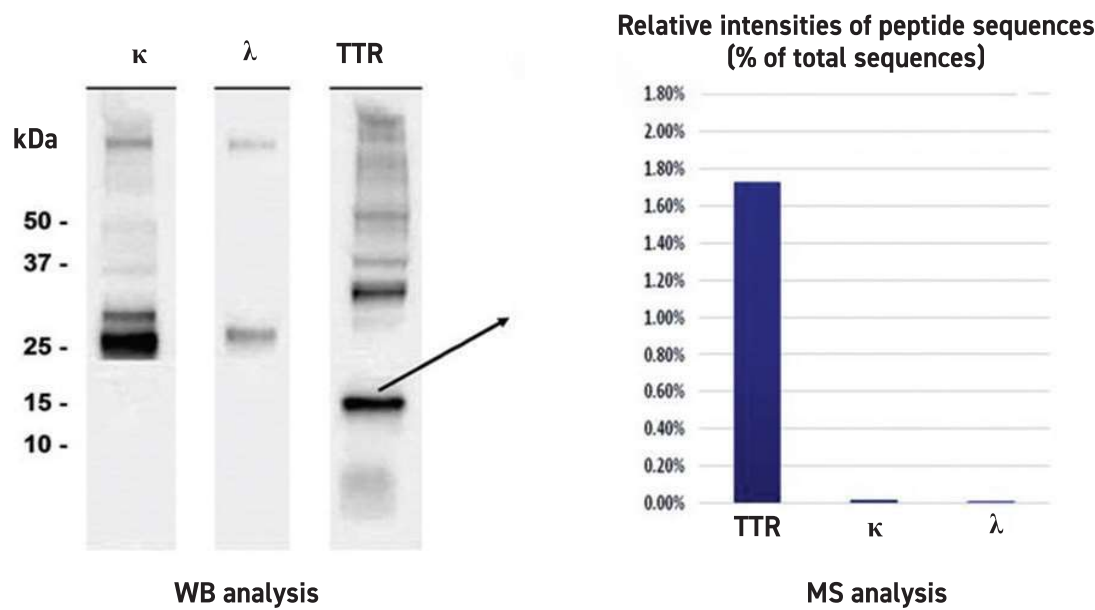 κ
λ
TTR
kDa
50 -
37 -
25 -
15 -
10 -
WB analysis
Relative intensities of peptide sequences
(% of total sequences)
1.80%
2.00%
1.80%
1.60%
1.40%
1.20%
1.00%
0.80%
0.60%
0.40%
0.20%
0.00%
TTR
κ
λ
MS analysis